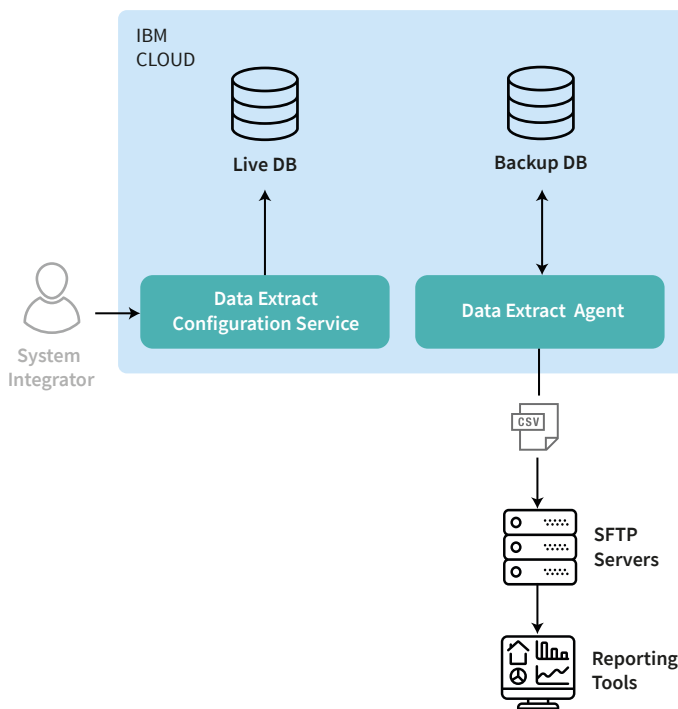 IBM
CLOUD
Live DB
Backup DB
Data Extract
Configuration Service
Data Extract Agent
System
Integrator
CSV
SFTP
Servers
Reporting
Tools